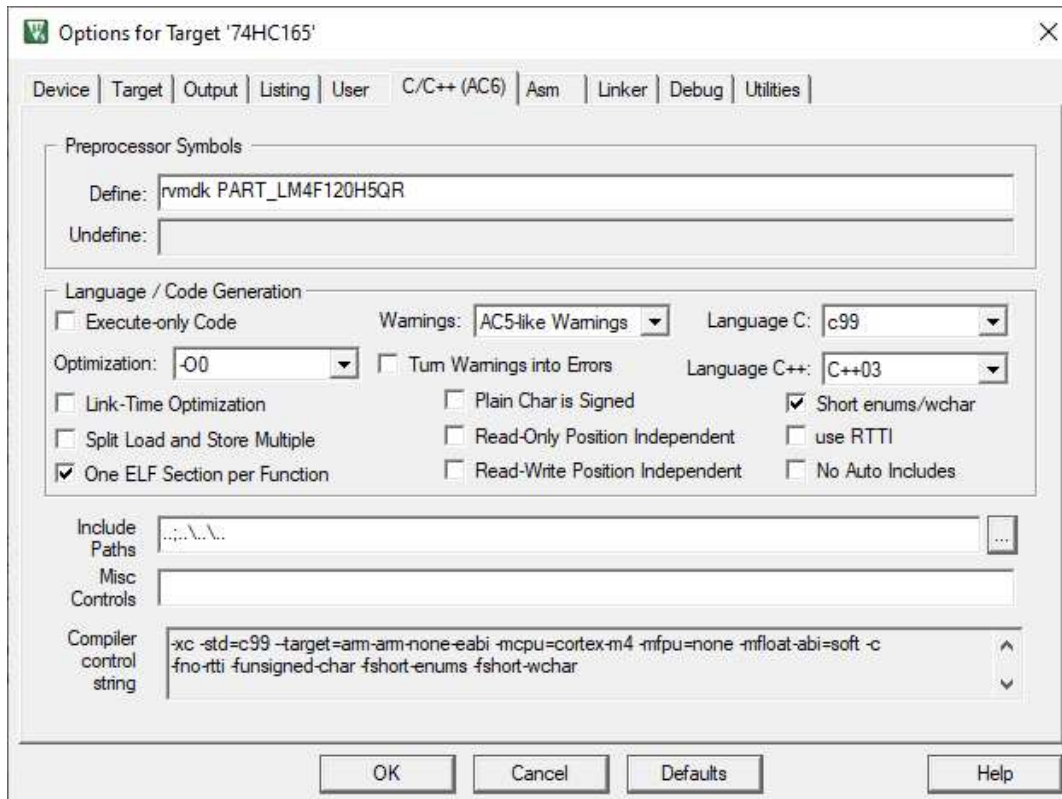 Options for Target '74HC165'
Device Target Output Listing User C/C++ (AC6) Asm Linker Debug Utilities
Preprocessor Symbols
Define: rvmdk PART_LM4F120H5QR
Undefine:
Language / Code Generation
Execute-only Code Warnings: AC5-like Warnings Language C: c99
Optimization: -O0 Turn Warnings into Errors Language C++: C++03
Link-Time Optimization Plain Char is Signed Short enums/wchar
Split Load and Store Multiple Read-Only Position Independent use RTTI
One ELF Section per Function Read-Write Position Independent No Auto Includes
Include Paths ..;..\..\.. ...
Misc Controls
Compiler control string
-xc -std=c99 --target=arm-arm-none-eabi -mcpu=cortex-m4 -mfpu=none -mfloat-abi=soft -c
-fno-rtti -funsigned-char -fshort-enums -fshort-wchar
OK Cancel Defaults Help